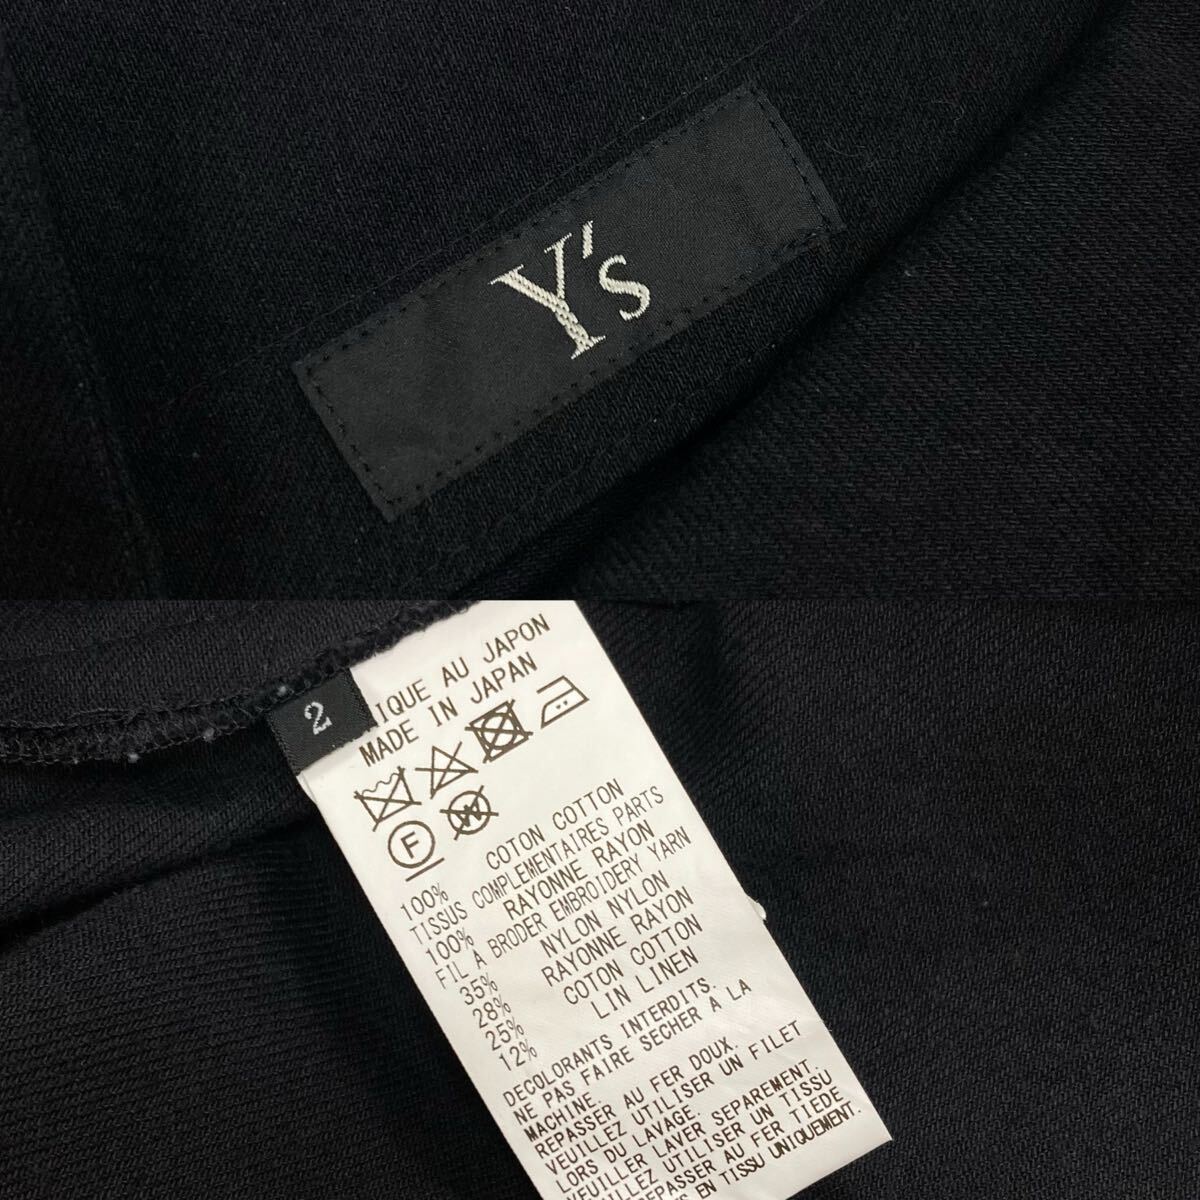 Y's
2
IQUE AU JAPON
MADE IN JAPAN
F
W
100% COTON COTTON
TISSUS COMPLEMENTAIRES PARTS
100% RAYONNE RAYON
FIL A BRODER EMBROIDERY YARN
35% NYLON NYLON
28% RAYONNE RAYON
25% COTON COTTON
12% LIN LINEN
DECOLORANTS INTERDITS.
NE PAS FAIRE SECHER A LA
MACHINE.
REPASSER AU FER DOUX.
VEUILLEZ UTILISER UN FILET
LORS DU LAVAGE.
VEUILLER LAVER SEPAREMENT.
LEZ UTILISER UN TISSU
EPASSER AU FER TIEDE
EN TISSU UNIQUEMENT.